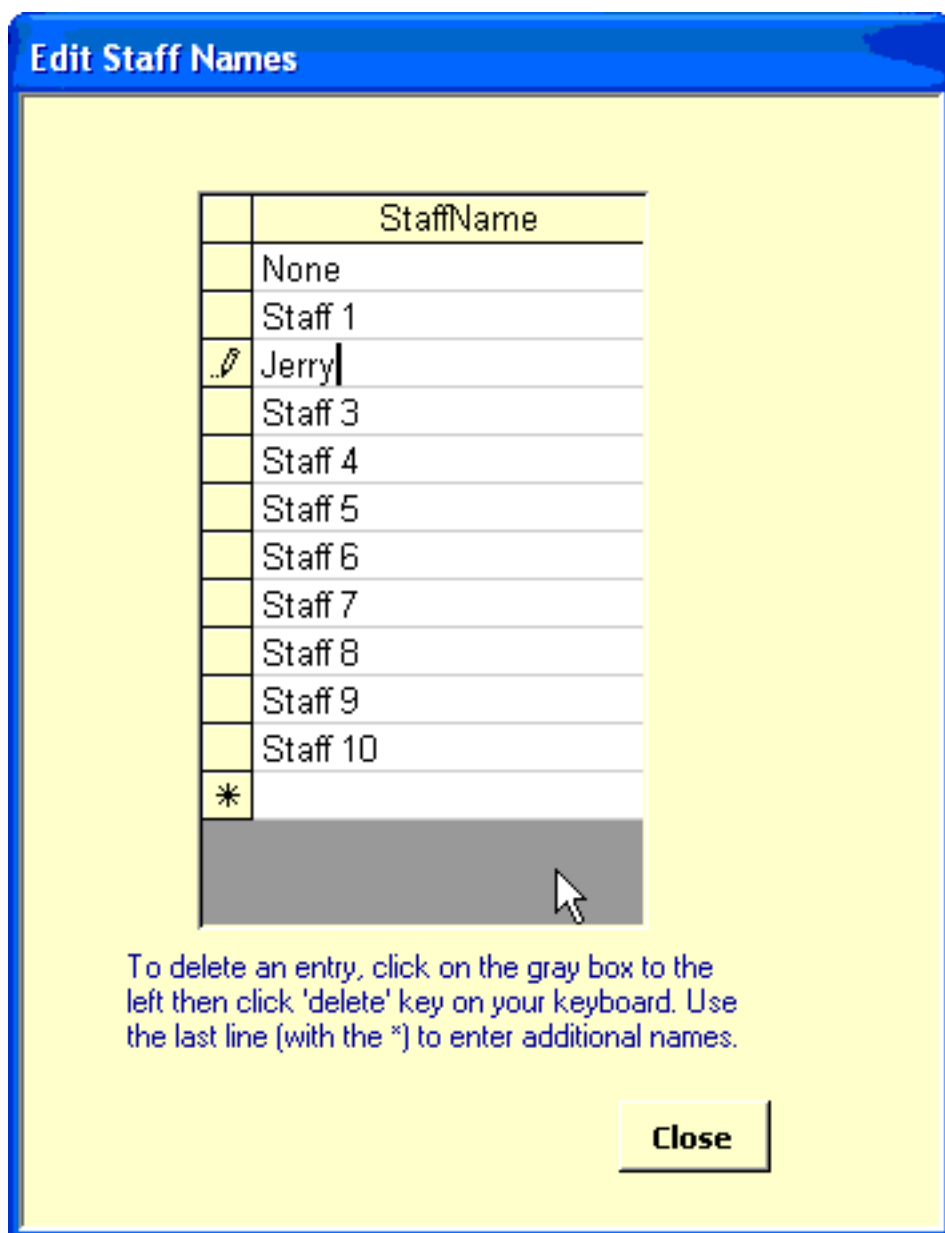 Edit Staff Names
StaffName
None
Staff 1
Jerry
Staff 3
Staff 4
Staff 5
Staff 6
Staff 7
Staff 8
Staff 9
Staff 10
*
To delete an entry, click on the gray box to the
left then click 'delete' key on your keyboard. Use
the last line (with the *) to enter additional names.
Close